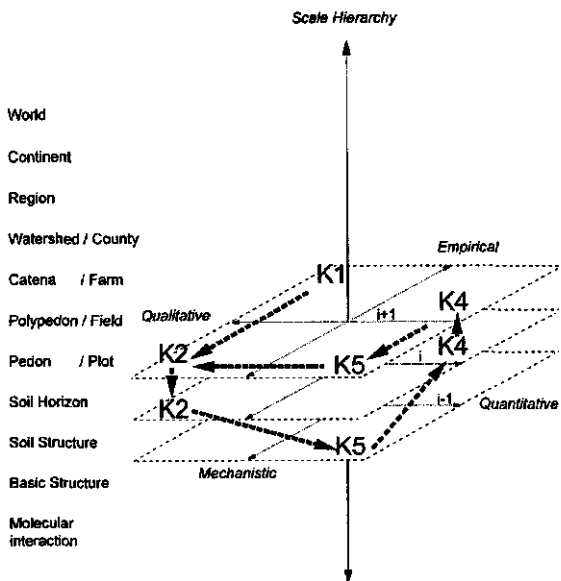 Scale Hierarchy
World
Continent
Region
Watershed / County
Empirical
Catena / Farm
K1
K4
Qualitative
i+1
Polypedon / Field
K2
K5
K4
Pedon / Plot
i
K2
i-1
Soil Horizon
Quantitative
Soil Structure
K5
Mechanistic
Basic Structure
Molecular
interaction